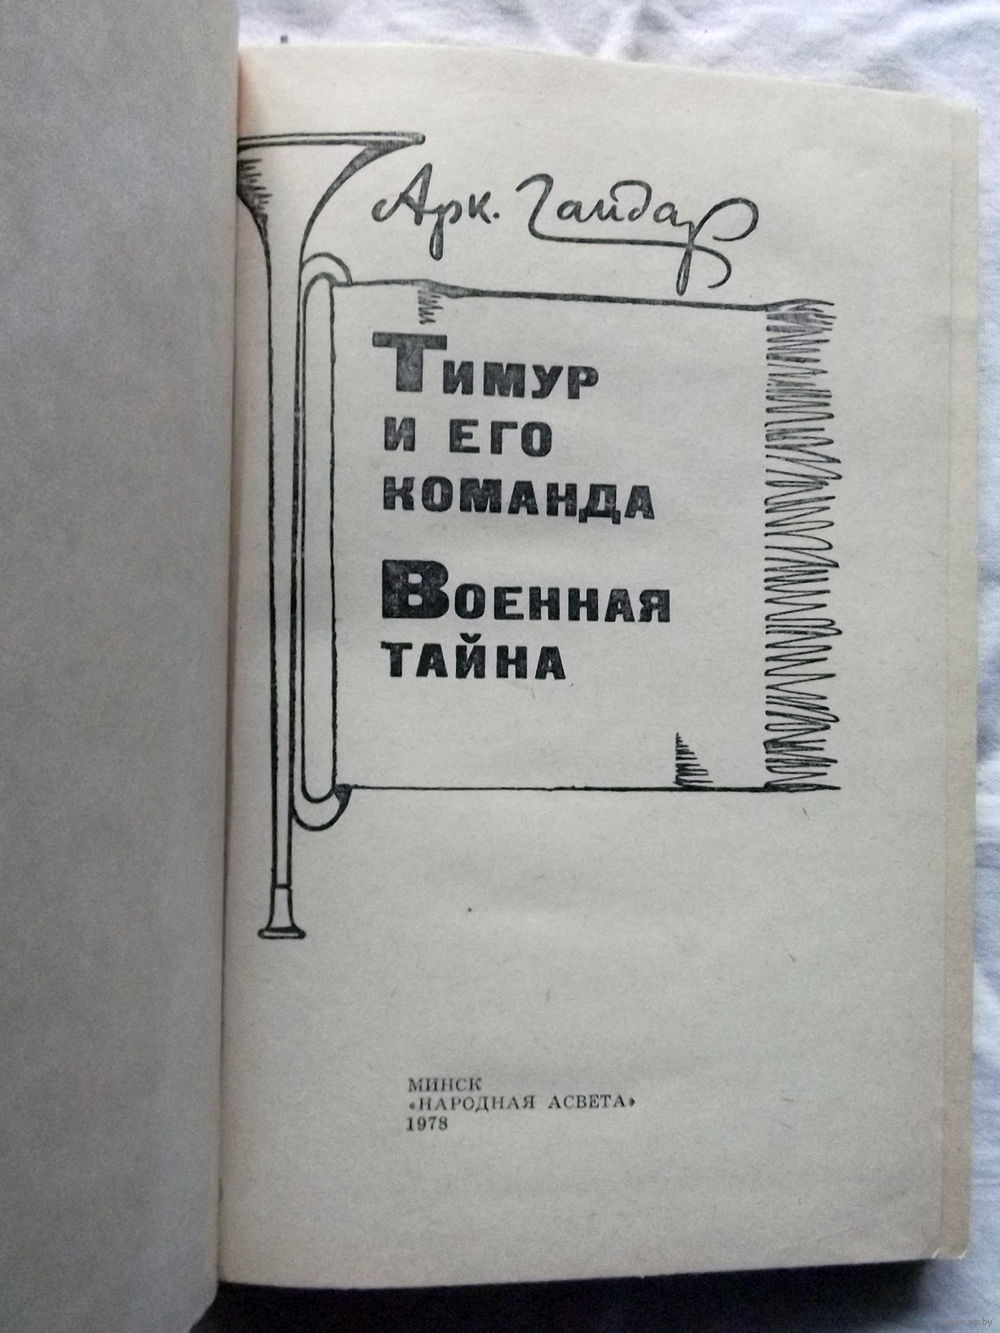 Арк. Гайдар
Тимур
и его
команда
Военная
тайна
МИНСК
«НАРОДНАЯ АСВЕТА»
1978